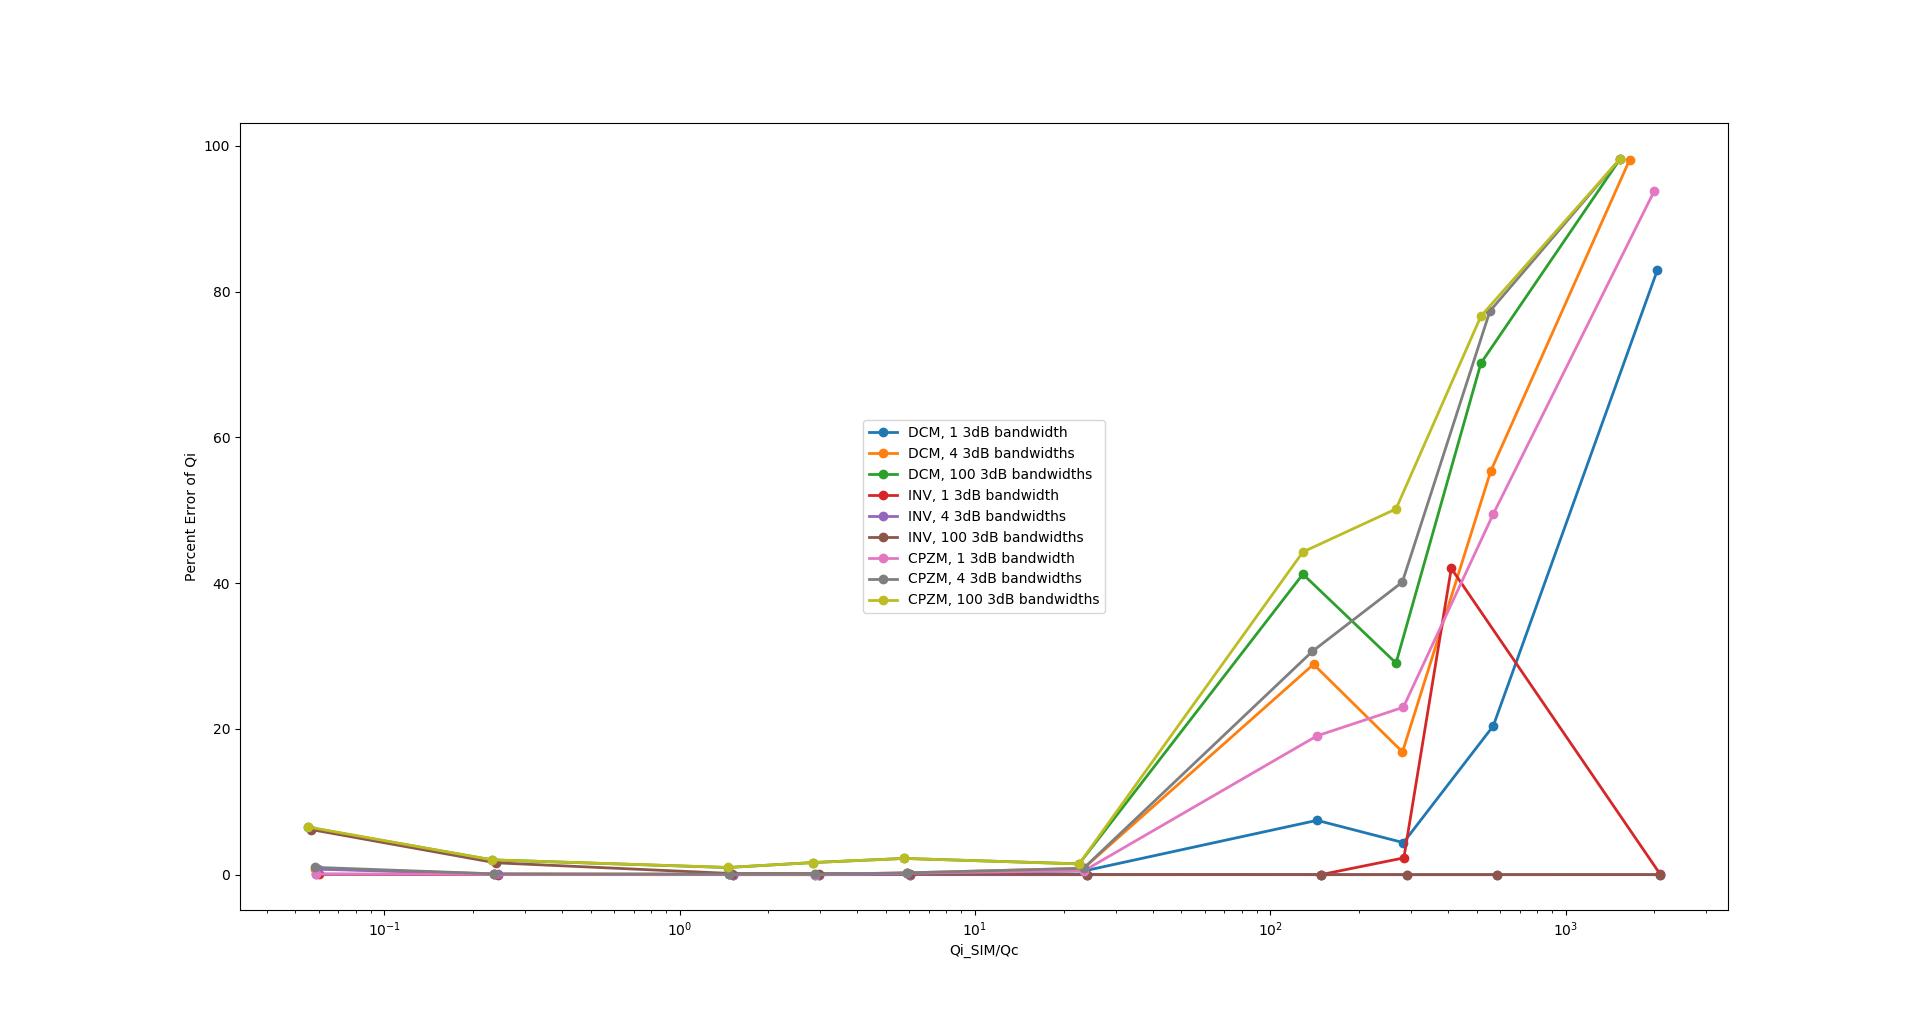 100
80
60
40
20
0
Percent Error of Qi
DCM, 1 3dB bandwidth
DCM, 4 3dB bandwidths
DCM, 100 3dB bandwidths
INV, 1 3dB bandwidth
INV, 4 3dB bandwidths
INV, 100 3dB bandwidths
CPZM, 1 3dB bandwidth
CPZM, 4 3dB bandwidths
CPZM, 100 3dB bandwidths
10⁻¹ 10⁰ 10¹ 10² 10³
Qi_SIM/Qc